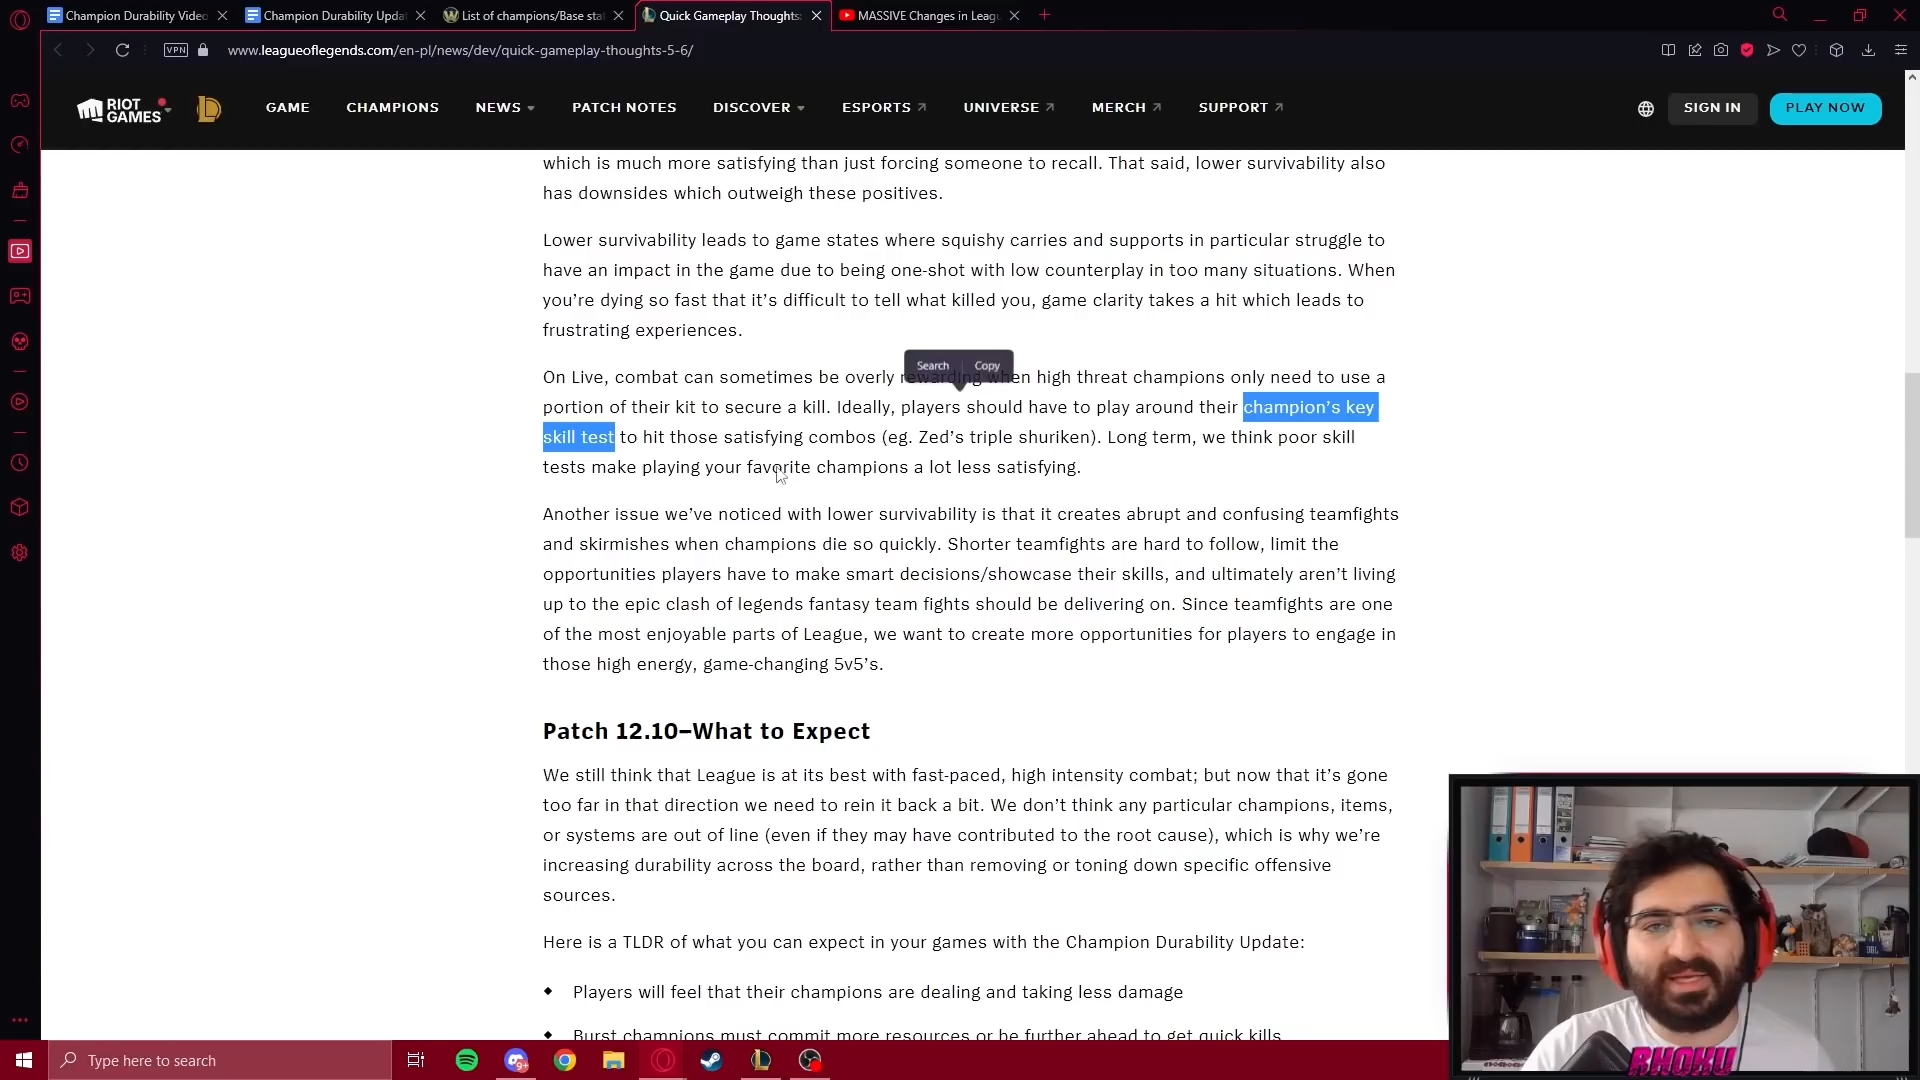 Champion Durability Video
Champion Durability Upda
List of champions/Base sta
Quick Gameplay Thoughts:
MASSIVE Changes in Leagu
VPN
www.leagueoflegends.com/en-pl/news/dev/quick-gameplay-thoughts-5-6/
RIOT GAMES
GAME
CHAMPIONS
NEWS
PATCH NOTES
DISCOVER
ESPORTS
UNIVERSE
MERCH
SUPPORT
SIGN IN
PLAY NOW
which is much more satisfying than just forcing someone to recall. That said, lower survivability also
has downsides which outweigh these positives.
Lower survivability leads to game states where squishy carries and supports in particular struggle to
have an impact in the game due to being one-shot with low counterplay in too many situations. When
you’re dying so fast that it’s difficult to tell what killed you, game clarity takes a hit which leads to
frustrating experiences.
Search Copy
On Live, combat can sometimes be overly rewarding when high threat champions only need to use a
portion of their kit to secure a kill. Ideally, players should have to play around their champion’s key
skill test to hit those satisfying combos (eg. Zed’s triple shuriken). Long term, we think poor skill
tests make playing your favorite champions a lot less satisfying.
Another issue we’ve noticed with lower survivability is that it creates abrupt and confusing teamfights
and skirmishes when champions die so quickly. Shorter teamfights are hard to follow, limit the
opportunities players have to make smart decisions/showcase their skills, and ultimately aren’t living
up to the epic clash of legends fantasy team fights should be delivering on. Since teamfights are one
of the most enjoyable parts of League, we want to create more opportunities for players to engage in
those high energy, game-changing 5v5’s.
Patch 12.10–What to Expect
We still think that League is at its best with fast-paced, high intensity combat; but now that it’s gone
too far in that direction we need to rein it back a bit. We don’t think any particular champions, items,
or systems are out of line (even if they may have contributed to the root cause), which is why we’re
increasing durability across the board, rather than removing or toning down specific offensive
sources.
Here is a TLDR of what you can expect in your games with the Champion Durability Update:
Players will feel that their champions are dealing and taking less damage
Burst champions must commit more resources or be further ahead to get quick kills
Type here to search
9+
RHOKU
JBL